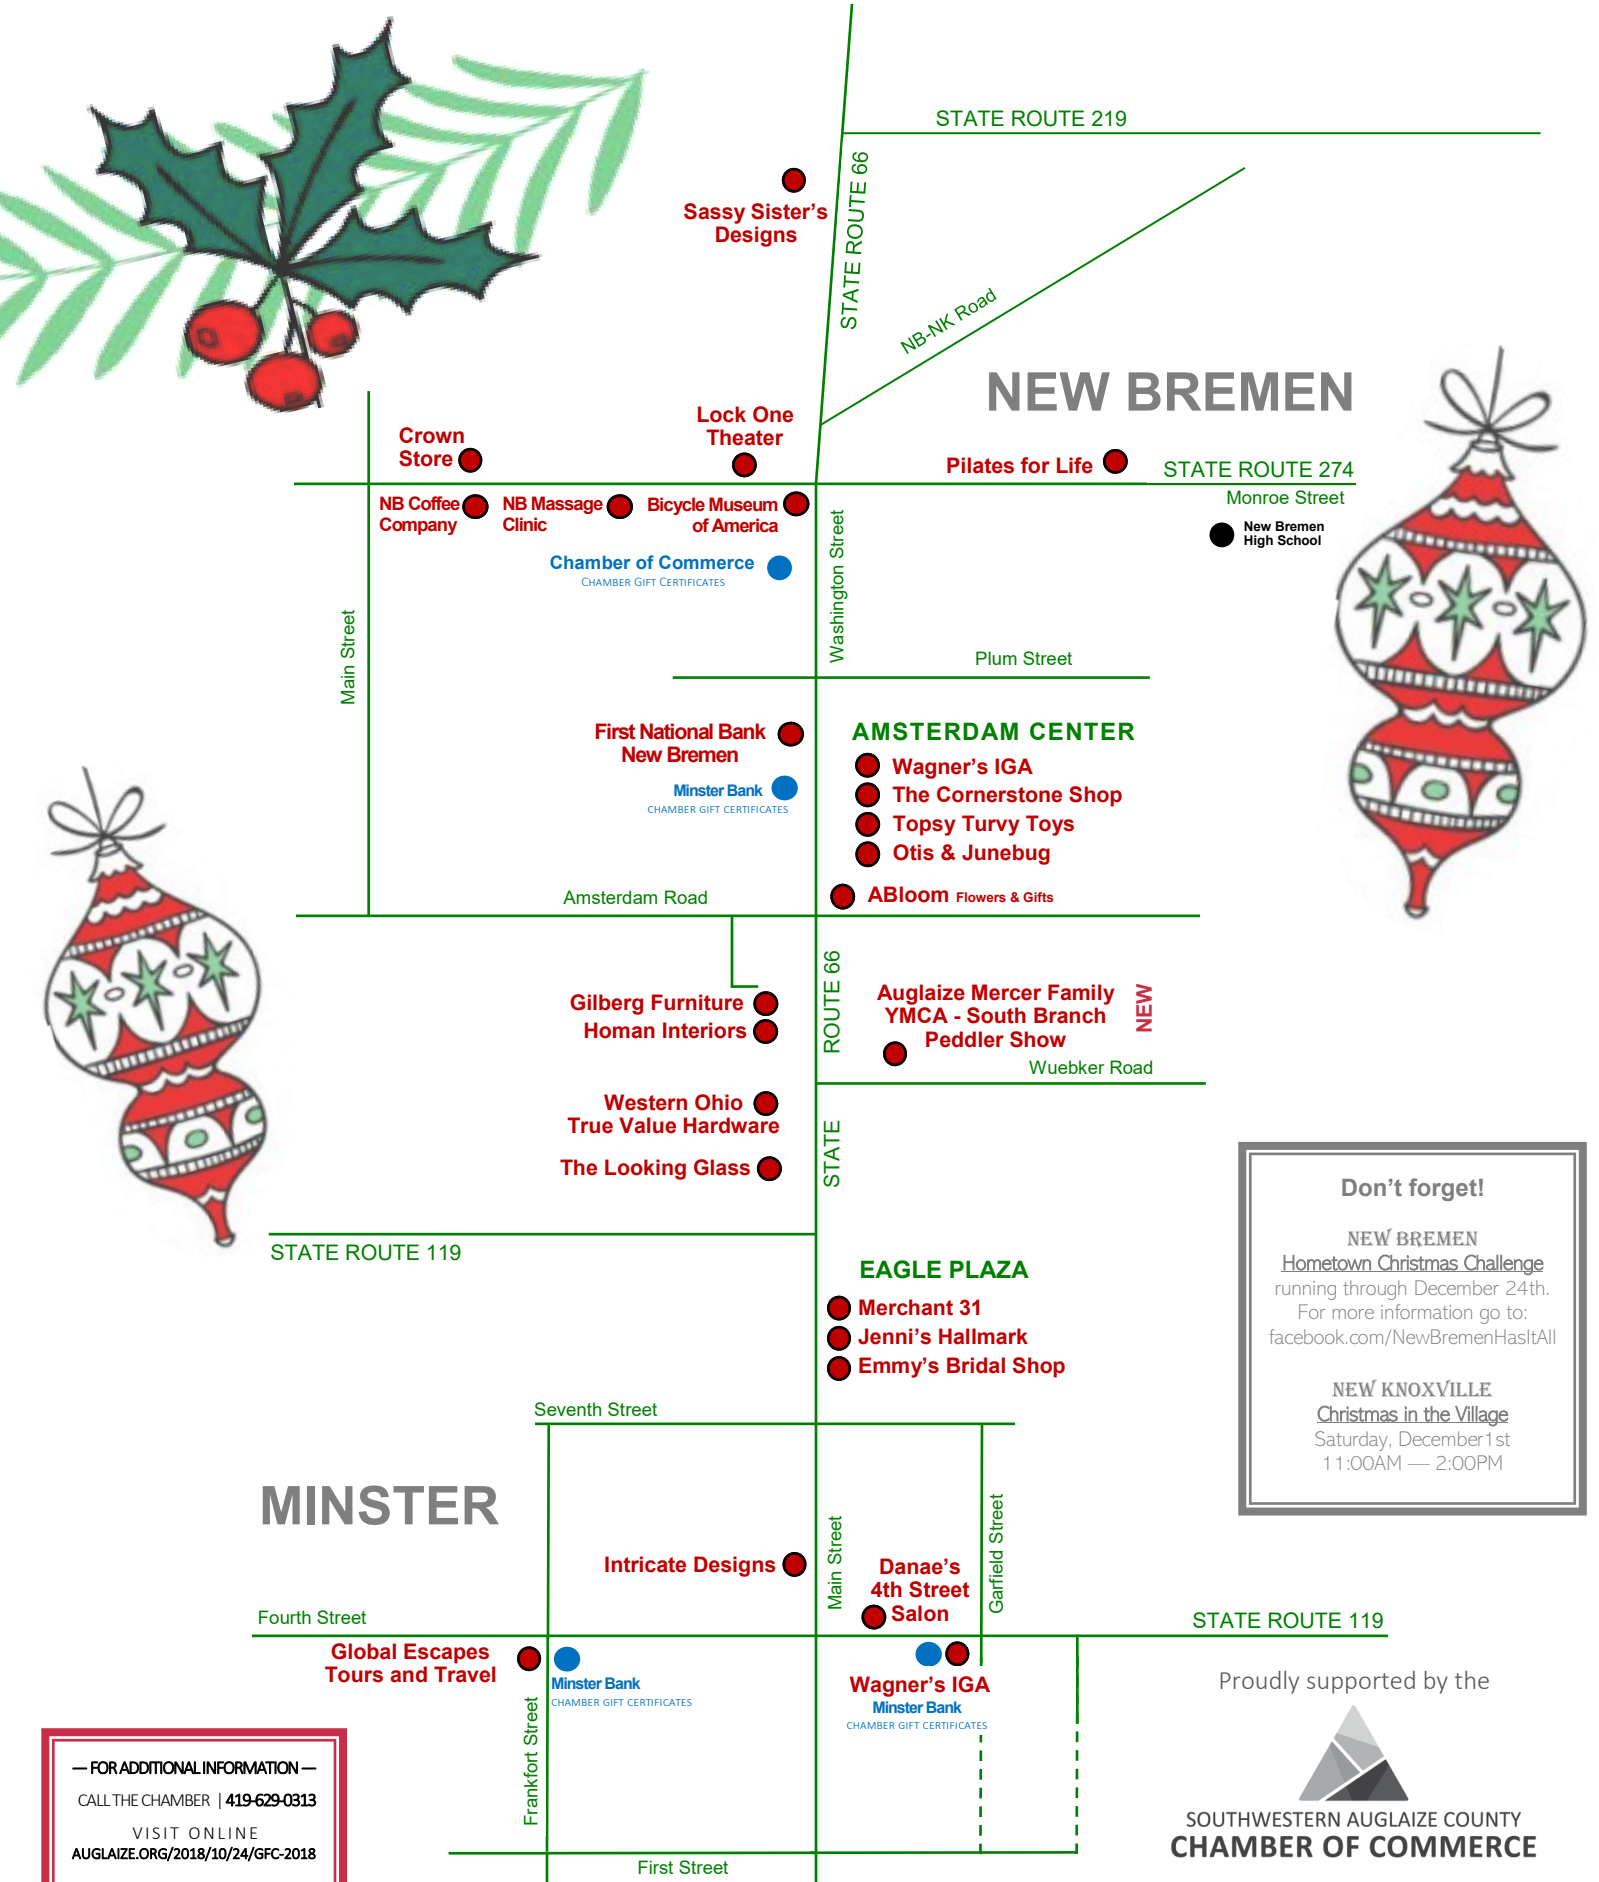 STATE ROUTE 219
STATE ROUTE 66
Sassy Sister's
Designs
NB-NK Road
NEW BREMEN
Lock One
Theater
Crown
Store
Pilates for Life
STATE ROUTE 274
Monroe Street
NB Coffee
Company
NB Massage
Clinic
Bicycle Museum
of America
New Bremen
High School
Chamber of Commerce
CHAMBER GIFT CERTIFICATES
Washington Street
Main Street
Plum Street
First National Bank
New Bremen
Minster Bank
CHAMBER GIFT CERTIFICATES
AMSTERDAM CENTER
Wagner's IGA
The Cornerstone Shop
Topsy Turvy Toys
Otis & Junebug
ABloom Flowers & Gifts
Amsterdam Road
Gilberg Furniture
Homan Interiors
STATE ROUTE 66
Auglaize Mercer Family
YMCA - South Branch
Peddler Show
NEW
Wuebker Road
Western Ohio
True Value Hardware
The Looking Glass
STATE ROUTE 119
EAGLE PLAZA
Merchant 31
Jenni's Hallmark
Emmy's Bridal Shop
Don't forget!
NEW BREMEN
Hometown Christmas Challenge
running through December 24th.
For more information go to:
facebook.com/NewBremenHasItAll
NEW KNOXVILLE
Christmas in the Village
Saturday, December1st
11:00AM — 2:00PM
Seventh Street
MINSTER
Intricate Designs
Main Street
Danae's
4th Street
Salon
Garfield Street
Fourth Street
STATE ROUTE 119
Global Escapes
Tours and Travel
Minster Bank
CHAMBER GIFT CERTIFICATES
Wagner's IGA
Minster Bank
CHAMBER GIFT CERTIFICATES
Frankfort Street
First Street
— FOR ADDITIONAL INFORMATION —
CALL THE CHAMBER | 419-629-0313
VISIT ONLINE
AUGLAIZE.ORG/2018/10/24/GFC-2018
Proudly supported by the
SOUTHWESTERN AUGLAIZE COUNTY
CHAMBER OF COMMERCE